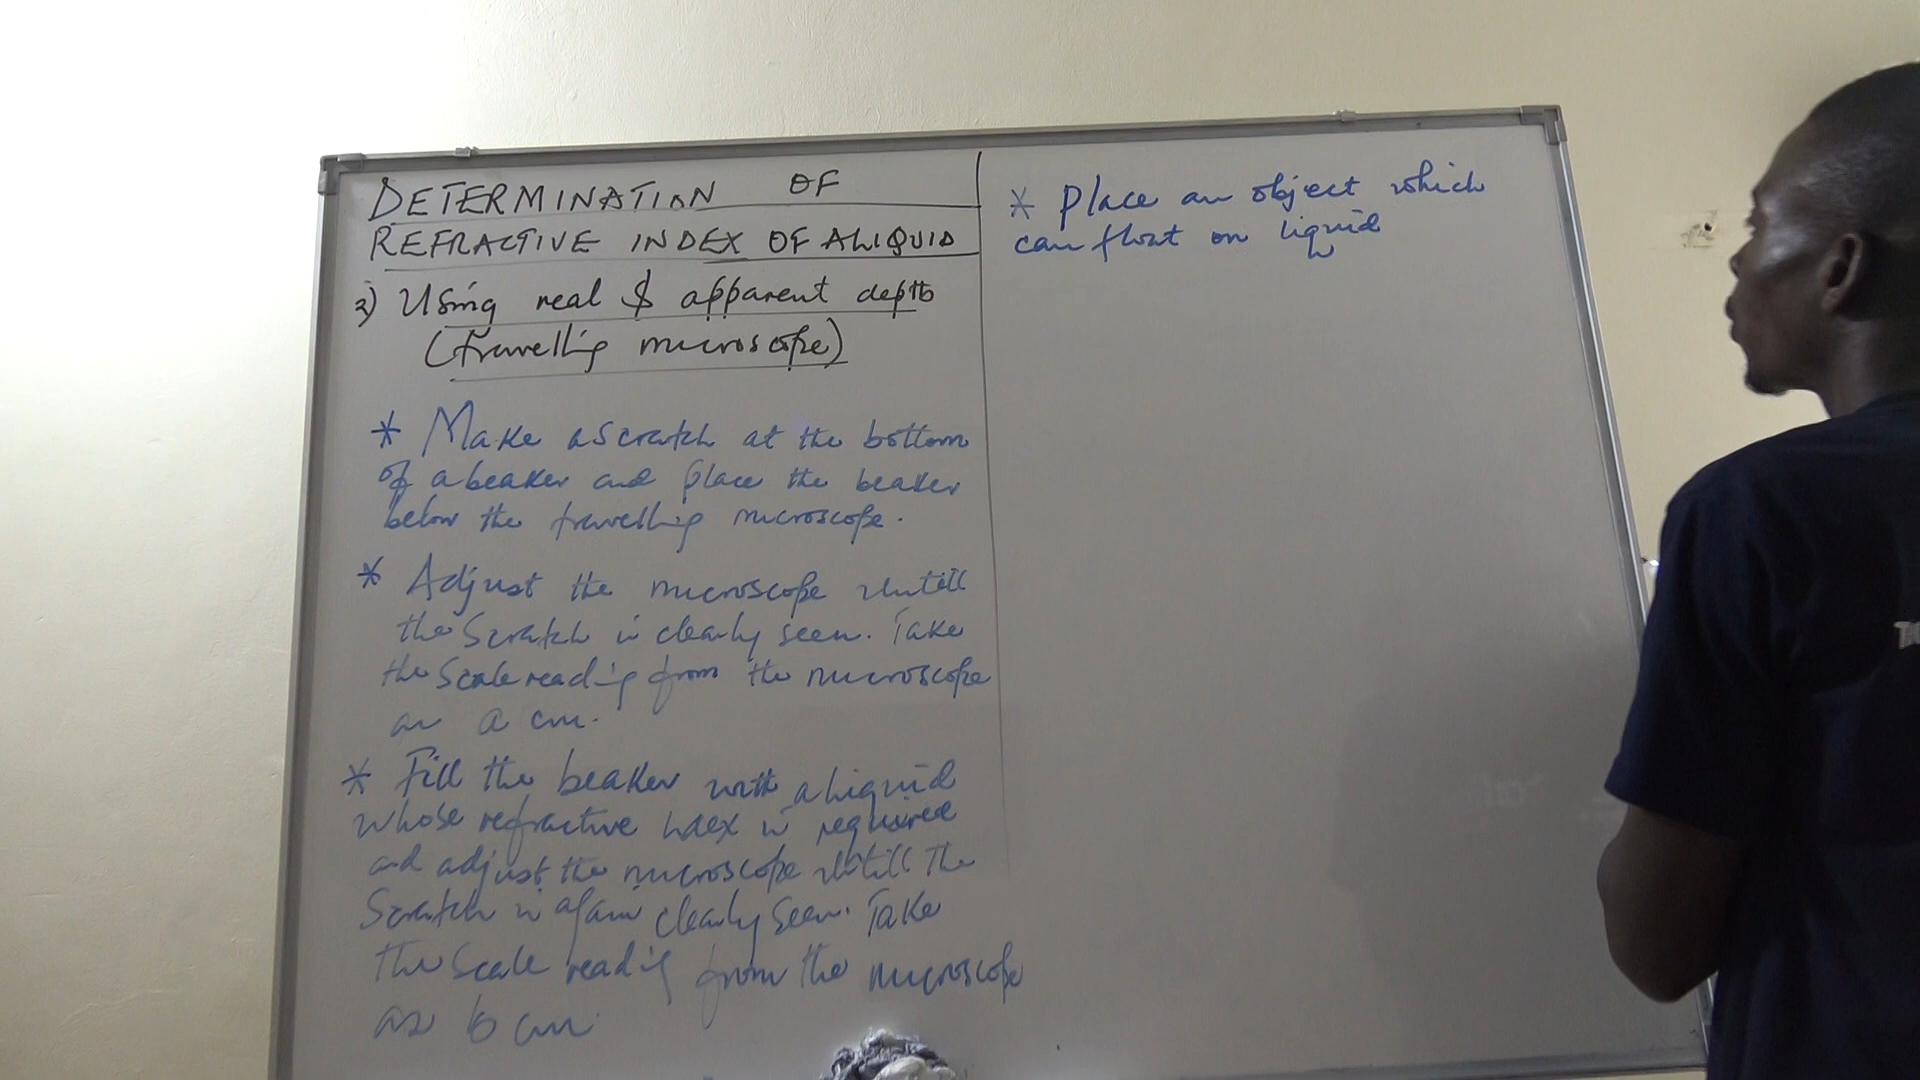 DETERMINATION OF
REFRACTIVE INDEX OF A LIQUID
2) Using real & apparent depth
(travelling microscope)
* Make a scratch at the bottom
of a beaker and place the beaker
below the travelling microscope.
* Adjust the microscope untill
the scratch is clearly seen. Take
the scale reading from the microscope
as a cm.
* Fill the beaker with a liquid
whose refractive index is required
and adjust the microscope untill the
scratch is again clearly seen. Take
the scale reading from the microscope
as b cm.
* Place an object which
can float on liquid